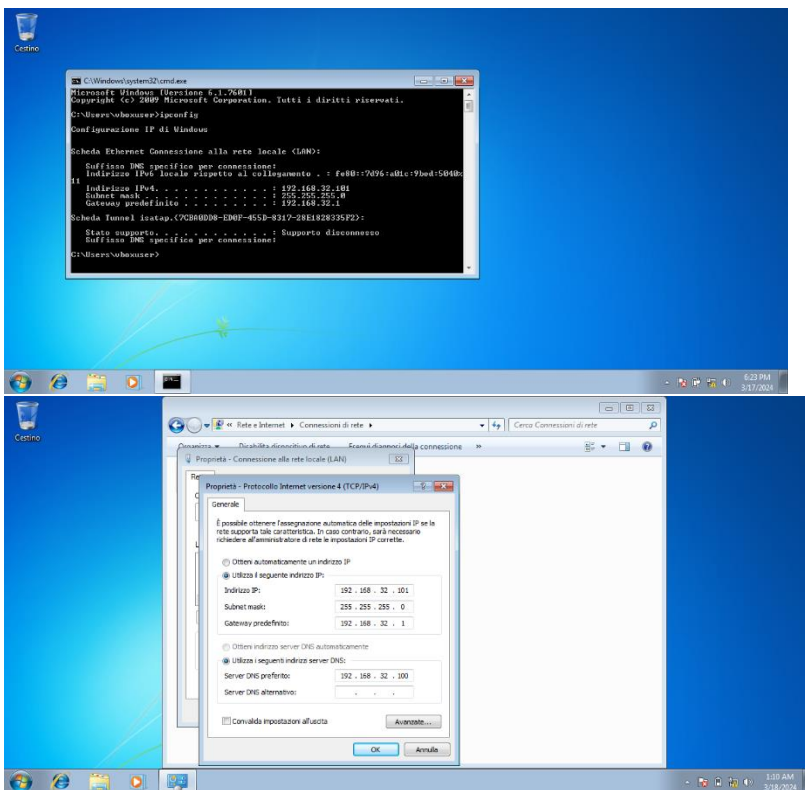 Cestino
C:\Windows\system32\cmd.exe
Microsoft Windows [Versione 6.1.7601]
Copyright (c) 2009 Microsoft Corporation. Tutti i diritti riservati.
C:\Users\vboxuser>ipconfig
Configurazione IP di Windows
Scheda Ethernet Connessione alla rete locale (LAN):
Suffisso DNS specifico per connessione:
Indirizzo IPv6 locale rispetto al collegamento . : fe80::7d96:a01c:9bed:5040%
11
Indirizzo IPv4. . . . . . . . . . . . : 192.168.32.101
Subnet mask . . . . . . . . . . . . . : 255.255.255.0
Gateway predefinito . . . . . . . . . : 192.168.32.1
Scheda Tunnel isatap.{7CBA0DD8-ED0F-455D-8317-28E1828335F2}:
Stato supporto. . . . . . . . . . . . : Supporto disconnesso
Suffisso DNS specifico per connessione:
C:\Users\vboxuser>
6:23 PM
3/17/2024
Cestino
« Rete e Internet ▸ Connessioni di rete ▸
Cerca Connessioni di rete
Organizza Disabilita dispositivo di rete Esegui diagnosi della connessione »
Proprietà - Connessione alla rete locale (LAN)
Proprietà - Protocollo Internet versione 4 (TCP/IPv4)
Generale
È possibile ottenere l'assegnazione automatica delle impostazioni IP se la
rete supporta tale caratteristica. In caso contrario, sarà necessario
richiedere all'amministratore di rete le impostazioni IP corrette.
Ottieni automaticamente un indirizzo IP
Utilizza il seguente indirizzo IP:
Indirizzo IP: 192 . 168 . 32 . 101
Subnet mask: 255 . 255 . 255 . 0
Gateway predefinito: 192 . 168 . 32 . 1
Ottieni indirizzo server DNS automaticamente
Utilizza i seguenti indirizzi server DNS:
Server DNS preferito: 192 . 168 . 32 . 100
Server DNS alternativo: . . .
Convalida impostazioni all'uscita
Avanzate...
OK Annulla
1:10 AM
3/18/2024